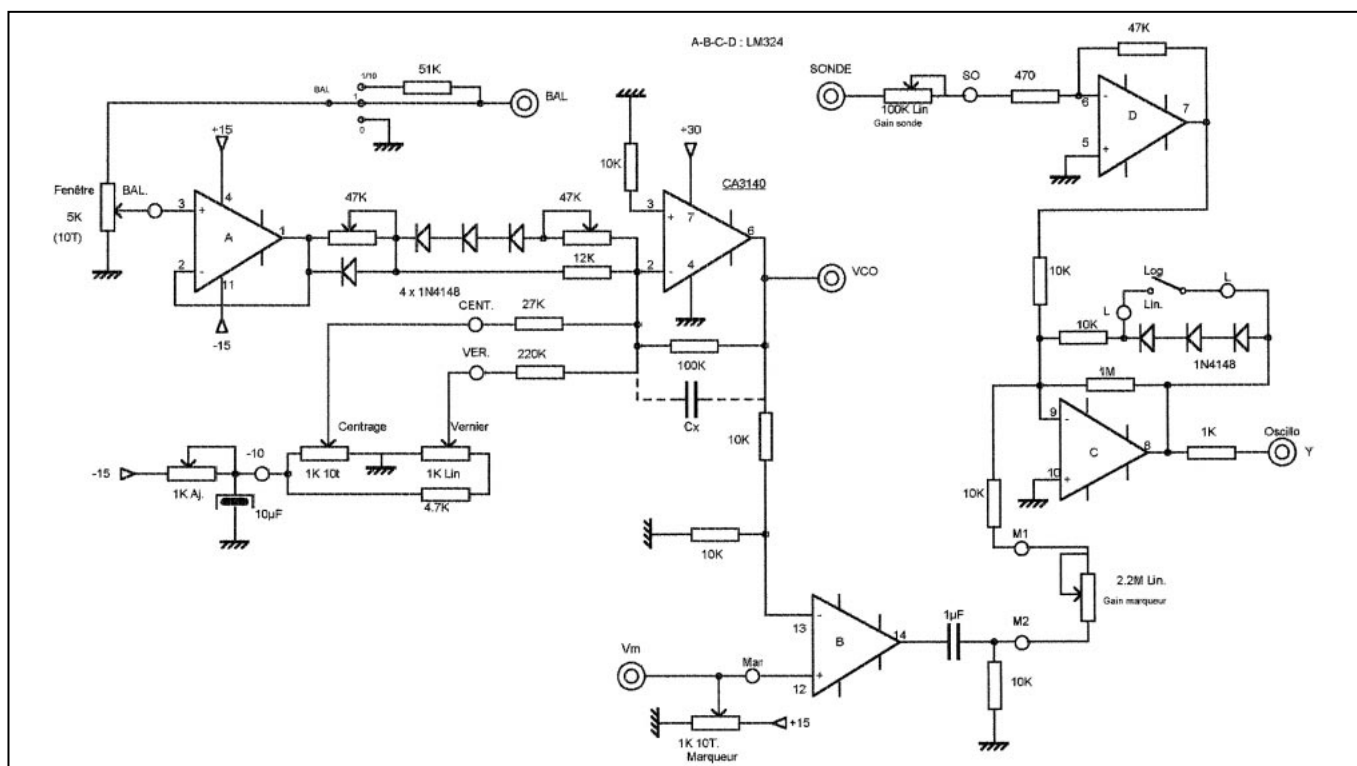 A-B-C-D : LM324
47K
51K
1/10
SONDE
SO
470
BAL
1
BAL
0
100K Lin
Gain sonde
6
7
D
5
+15
+30
10K
CA3140
Fenêtre
BAL.
5K
(10T)
3
4
A
1
2
11
-15
47K
47K
12K
4 x 1N4148
3
7
6
2
4
VCO
CENT.
27K
VER.
220K
100K
Cx
10K
Log
L
Lin.
L
10K
1N4148
1M
9
8
C
10
1K
Oscillo
Y
Centrage
Vernier
-15
-10
1K Aj.
1K 10t
1K Lin
10µF
4.7K
10K
10K
10K
M1
2.2M Lin.
Gain marqueur
M2
13
14
B
12
1µF
10K
Vm
Mar
+15
1K 10T.
Marqueur